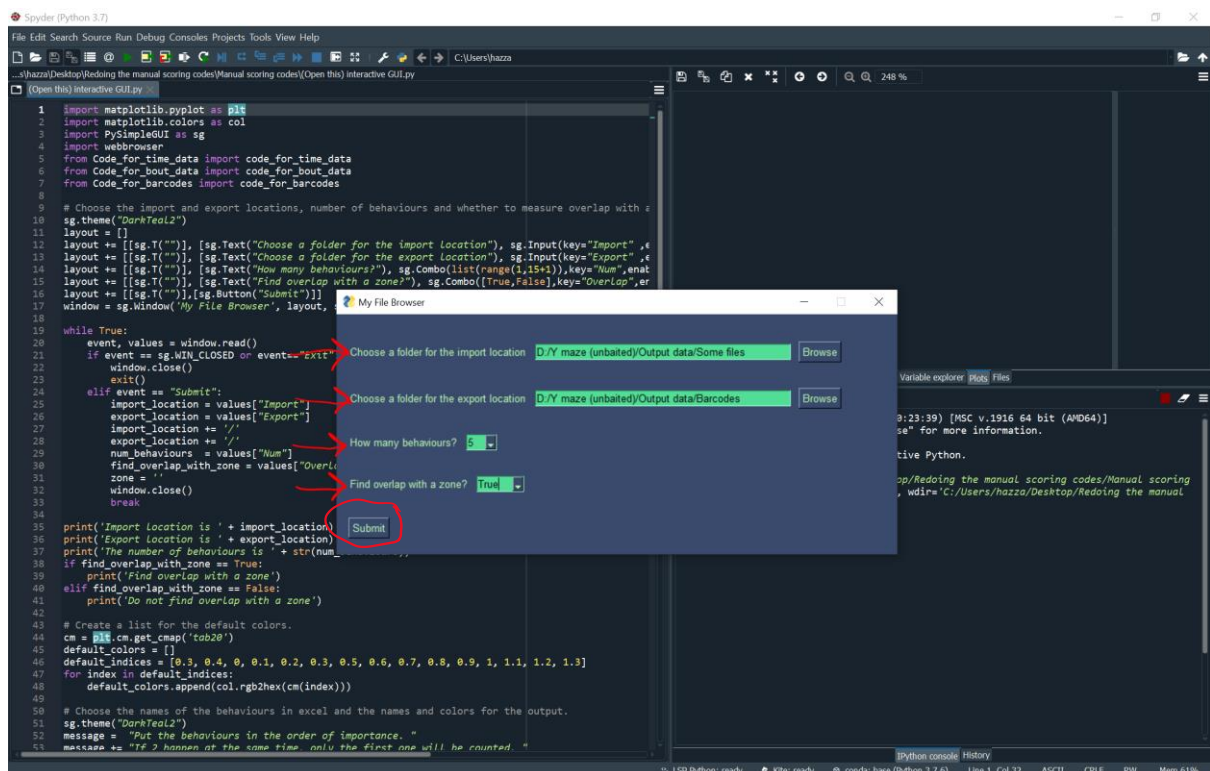 Spyder (Python 3.7)
File Edit Search Source Run Debug Consoles Projects Tools View Help
C:\Users\hazza
...s\hazza\Desktop\Redoing the manual scoring codes\Manual scoring codes\(Open this) interactive GUI.py
248 %
(Open this) interactive GUI.py
1 import matplotlib.pyplot as plt
2 import matplotlib.colors as col
3 import PySimpleGUI as sg
4 import webbrowser
5 from Code_for_time_data import code_for_time_data
6 from Code_for_bout_data import code_for_bout_data
7 from Code_for_barcodes import code_for_barcodes
8
9 # Choose the import and export locations, number of behaviours and whether to measure overlap with a
10 sg.theme("DarkTeal2")
11 layout = []
12 layout += [[sg.T("")], [sg.Text("Choose a folder for the import location"), sg.Input(key="Import" ,e
13 layout += [[sg.T("")], [sg.Text("Choose a folder for the export location"), sg.Input(key="Export" ,e
14 layout += [[sg.T("")], [sg.Text("How many behaviours?"), sg.Combo(list(range(1,15+1)),key="Num",enab
15 layout += [[sg.T("")], [sg.Text("Find overlap with a zone?"), sg.Combo([True,False],key="Overlap",en
16 layout += [[sg.T("")],[sg.Button("Submit")]]
17 window = sg.Window('My File Browser', layout,
18
19 while True:
20 event, values = window.read()
21 if event == sg.WIN_CLOSED or event=="Exit"
22 window.close()
23 exit()
24 elif event == "Submit":
25 import_location = values["Import"]
26 export_location = values["Export"]
27 import_location += '/'
28 export_location += '/'
29 num_behaviours = values["Num"]
30 find_overlap_with_zone = values["Overl
31 zone = ''
32 window.close()
33 break
34
35 print('Import Location is ' + import_location)
36 print('Export Location is ' + export_location)
37 print('The number of behaviours is ' + str(num_
38 if find_overlap_with_zone == True:
39 print('Find overlap with a zone')
40 elif find_overlap_with_zone == False:
41 print('Do not find overlap with a zone')
42
43 # Create a list for the default colors.
44 cm = plt.cm.get_cmap('tab20')
45 default_colors = []
46 default_indices = [0.3, 0.4, 0, 0.1, 0.2, 0.3, 0.5, 0.6, 0.7, 0.8, 0.9, 1, 1.1, 1.2, 1.3]
47 for index in default_indices:
48 default_colors.append(col.rgb2hex(cm(index)))
49
50 # Choose the names of the behaviours in excel and the names and colors for the output.
51 sg.theme("DarkTeal2")
52 message = "Put the behaviours in the order of importance. "
53 message += "If 2 happen at the same time, only the first one will be counted. "
My File Browser
Choose a folder for the import location D:/Y maze (unbaited)/Output data/Some files Browse
Choose a folder for the export location D:/Y maze (unbaited)/Output data/Barcodes Browse
How many behaviours? 5
Find overlap with a zone? True
Submit
Variable explorer Plots Files
:23:39) [MSC v.1916 64 bit (AMD64)]
se" for more information.
tive Python.
op/Redoing the manual scoring codes/Manual scoring
, wdir='C:/Users/hazza/Desktop/Redoing the manual
IPython console History
LSP Python: ready Kite: ready conda: base (Python 3.7.6) Line 1, Col 33 ASCII CRLF RW Mem 61%